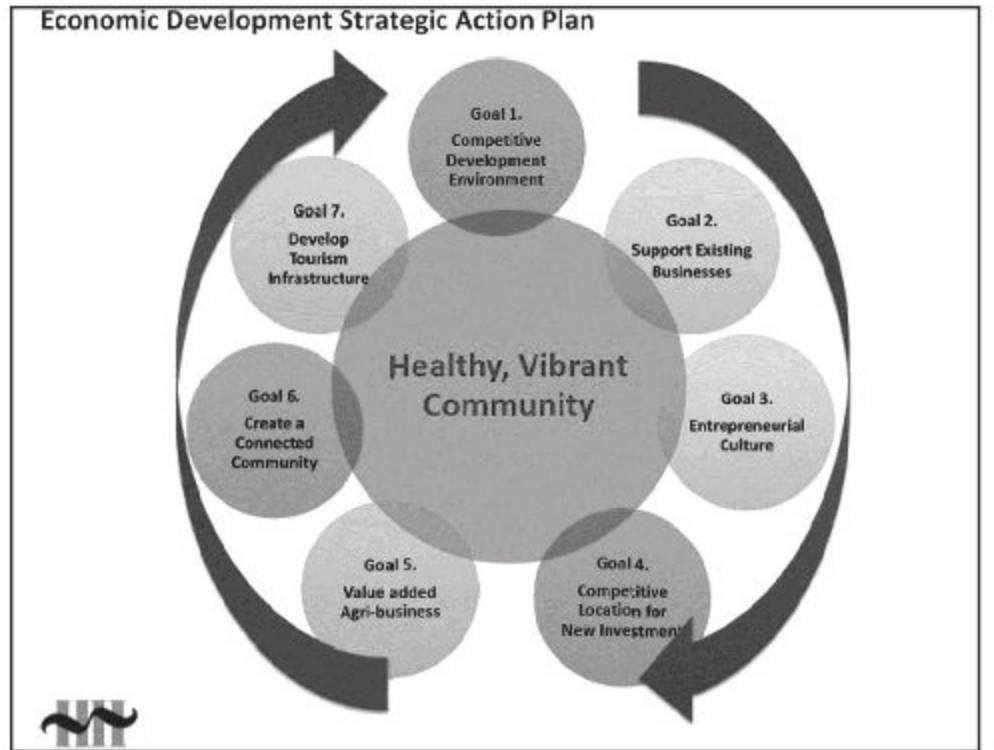 Economic Development Strategic Action Plan
Goal 1.
Competitive
Development
Environment
Goal 2.
Support Existing
Businesses
Goal 3.
Entrepreneurial
Culture
Goal 4.
Competitive
Location for
New Investment
Goal 5.
Value added
Agri-business
Goal 6.
Create a
Connected
Community
Goal 7.
Develop
Tourism
Infrastructure
Healthy, Vibrant
Community